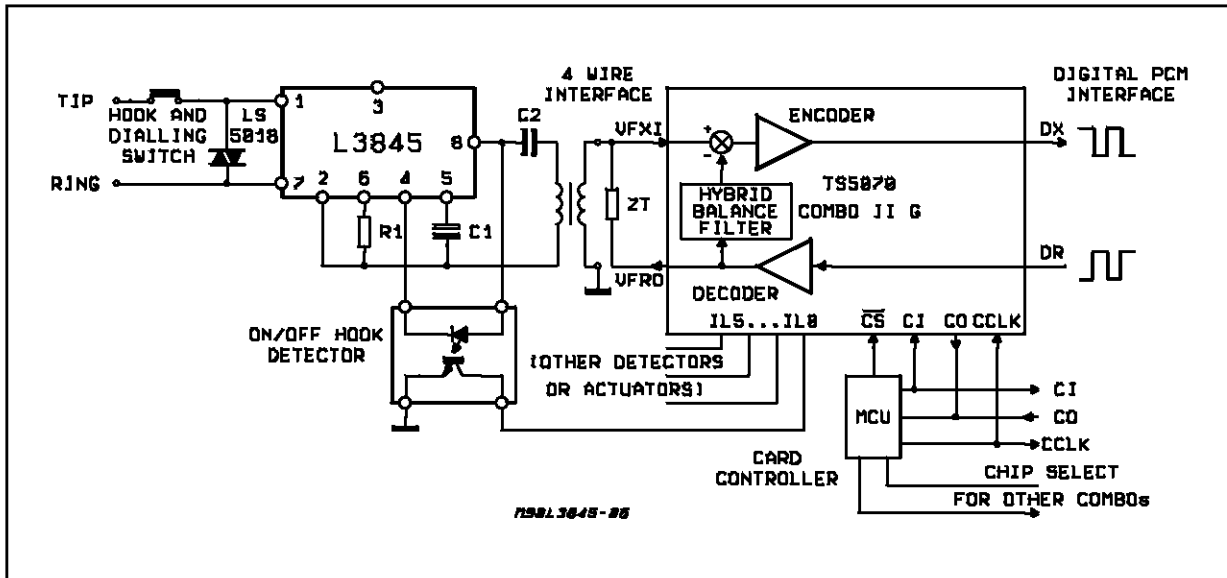 4 WIRE
INTERFACE
DIGITAL PCM
INTERFACE
TIP
HOOK AND
DIALLING
SWITCH
LS
5018
RING
1
3
L3845
8
7
2
6
4
5
R1
C1
C2
ZT
VFXI
VFRO
+
-
ENCODER
TS5070
COMBO II G
HYBRID
BALANCE
FILTER
DECODER
DX
DR
IL5...IL0
CS
CI
CO
CCLK
ON/OFF HOOK
DETECTOR
(OTHER DETECTORS
OR ACTUATORS)
MCU
CI
CO
CCLK
CARD
CONTROLLER
CHIP SELECT
FOR OTHER COMBOs
M98L3845-06